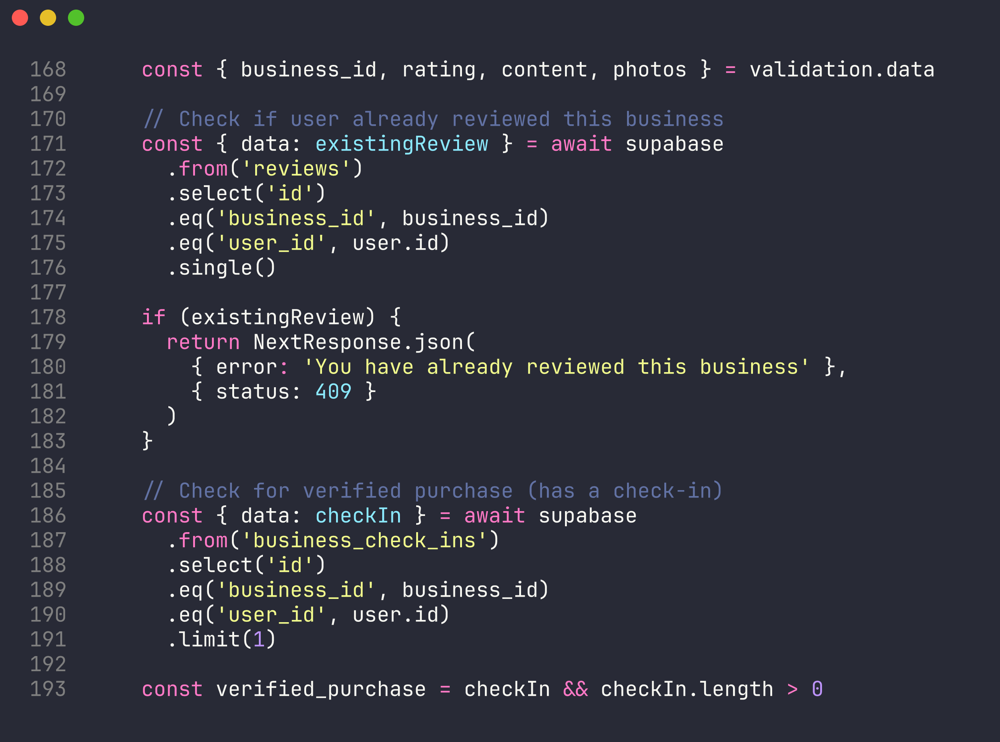 168 const { business_id, rating, content, photos } = validation.data
169
170 // Check if user already reviewed this business
171 const { data: existingReview } = await supabase
172 .from('reviews')
173 .select('id')
174 .eq('business_id', business_id)
175 .eq('user_id', user.id)
176 .single()
177
178 if (existingReview) {
179 return NextResponse.json(
180 { error: 'You have already reviewed this business' },
181 { status: 409 }
182 )
183 }
184
185 // Check for verified purchase (has a check-in)
186 const { data: checkIn } = await supabase
187 .from('business_check_ins')
188 .select('id')
189 .eq('business_id', business_id)
190 .eq('user_id', user.id)
191 .limit(1)
192
193 const verified_purchase = checkIn && checkIn.length > 0